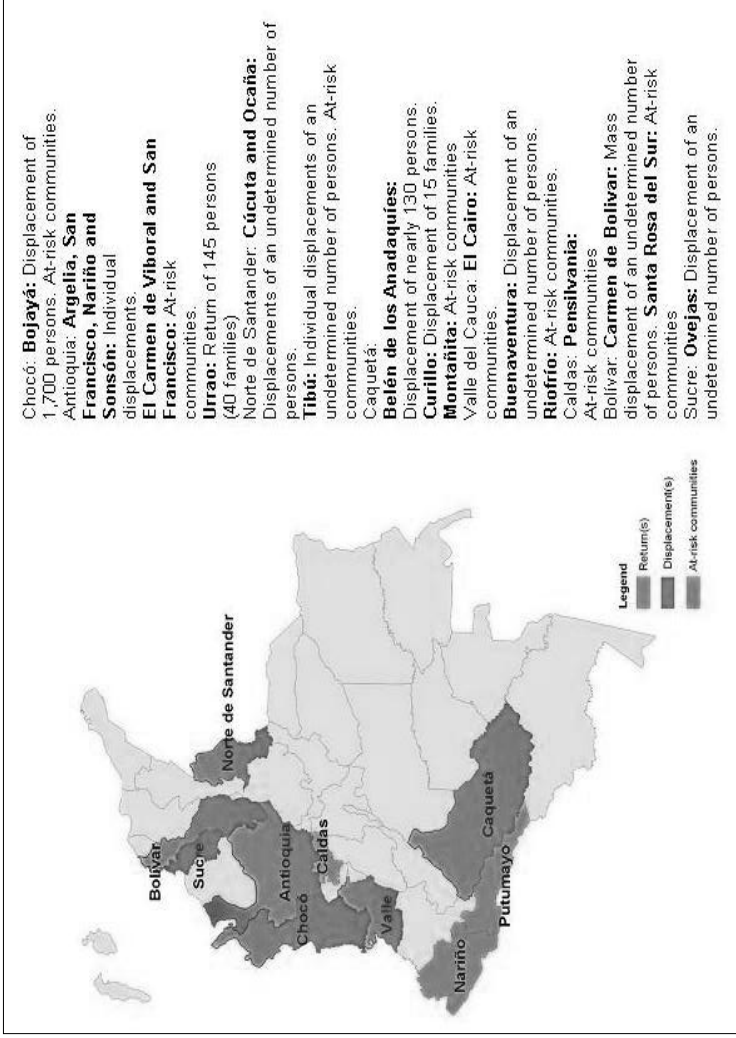 Chocó: Bojayá: Displacement of
1,700 persons. At-risk communities.
Antioquia: Argelia, San
Francisco, Nariño and
Sonsón: Individual
displacements.
El Carmen de Viboral and San
Francisco: At-risk
communities.
Urrao: Return of 145 persons
(40 families)
Norte de Santander: Cúcuta and Ocaña:
Displacements of an undetermined number of
persons.
Tibú: Individual displacements of an
undetermined number of persons. At-risk
communities.
Caquetá:
Belén de los Anadaquíes:
Displacement of nearly 130 persons.
Curillo: Displacement of 15 families.
Montañita: At-risk communities
Valle del Cauca: El Cairo: At-risk
communities.
Buenaventura: Displacement of an
undetermined number of persons.
Riofrío: At-risk communities.
Caldas: Pensilvania:
At-risk communities
Bolívar: Carmen de Bolivar: Mass
displacement of an undetermined number
of persons. Santa Rosa del Sur: At-risk
communities
Sucre: Ovejas: Displacement of an
undetermined number of persons.
Bolívar
Sucre
Norte de Santander
Antioquia
Chocó
Caldas
Valle
Caquetá
Nariño
Putumayo
Legend
Return(s)
Displacement(s)
At-risk communities